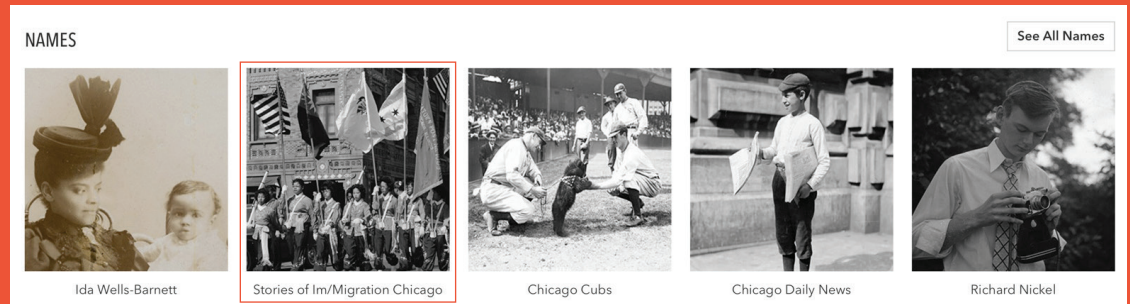 NAMES
See All Names
Ida Wells-Barnett
Stories of Im/Migration Chicago
Chicago Cubs
Chicago Daily News
Richard Nickel